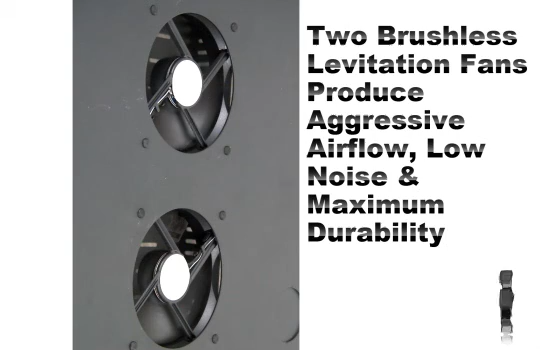 Two Brushless
Levitation Fans
Produce
Aggressive
Airflow, Low
Noise &
Maximum
Durability